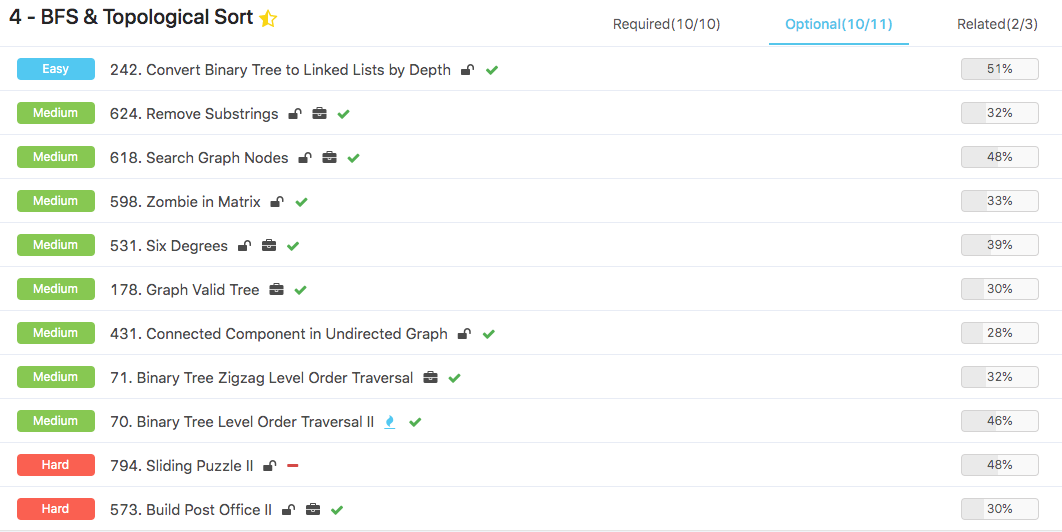 4 - BFS & Topological Sort
Required(10/10) Optional(10/11) Related(2/3)
Easy 242. Convert Binary Tree to Linked Lists by Depth 51%
Medium 624. Remove Substrings 32%
Medium 618. Search Graph Nodes 48%
Medium 598. Zombie in Matrix 33%
Medium 531. Six Degrees 39%
Medium 178. Graph Valid Tree 30%
Medium 431. Connected Component in Undirected Graph 28%
Medium 71. Binary Tree Zigzag Level Order Traversal 32%
Medium 70. Binary Tree Level Order Traversal II 46%
Hard 794. Sliding Puzzle II 48%
Hard 573. Build Post Office II 30%